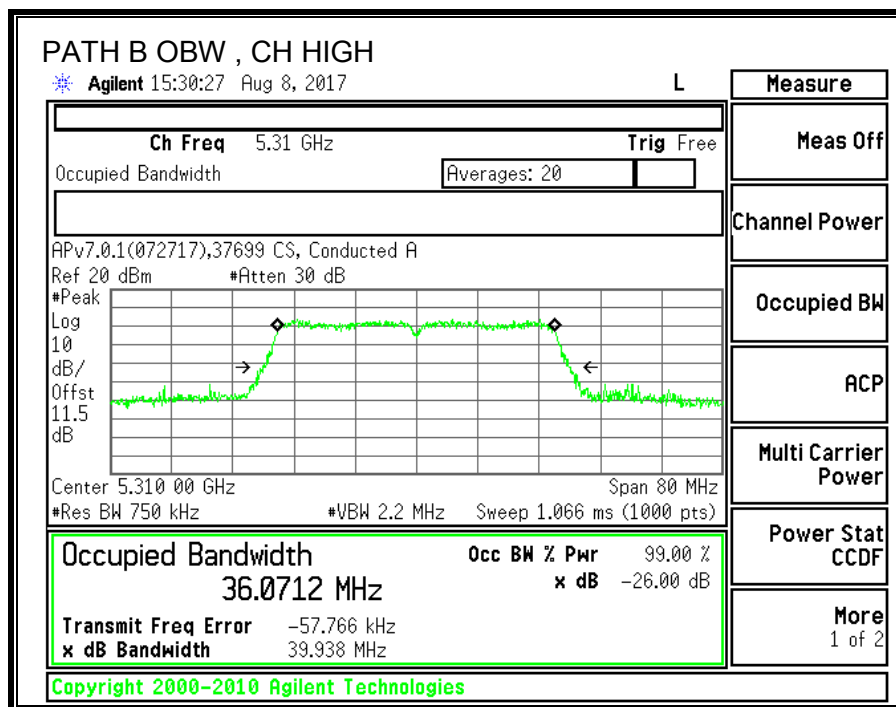 PATH B OBW , CH HIGH
Agilent 15:30:27 Aug 8, 2017 L
Measure
Ch Freq 5.31 GHz Trig Free
Meas Off
Occupied Bandwidth Averages: 20
Channel Power
APv7.0.1(072717),37699 CS, Conducted A
Ref 20 dBm #Atten 30 dB
#Peak
Log
10
dB/
Offst
11.5
dB
Occupied BW
ACP
Center 5.310 00 GHz Span 80 MHz
#Res BW 750 kHz #VBW 2.2 MHz Sweep 1.066 ms (1000 pts)
Multi Carrier
Power
Occupied Bandwidth
36.0712 MHz
Occ BW % Pwr 99.00 %
x dB -26.00 dB
Transmit Freq Error -57.766 kHz
x dB Bandwidth 39.938 MHz
Power Stat
CCDF
More
1 of 2
Copyright 2000-2010 Agilent Technologies